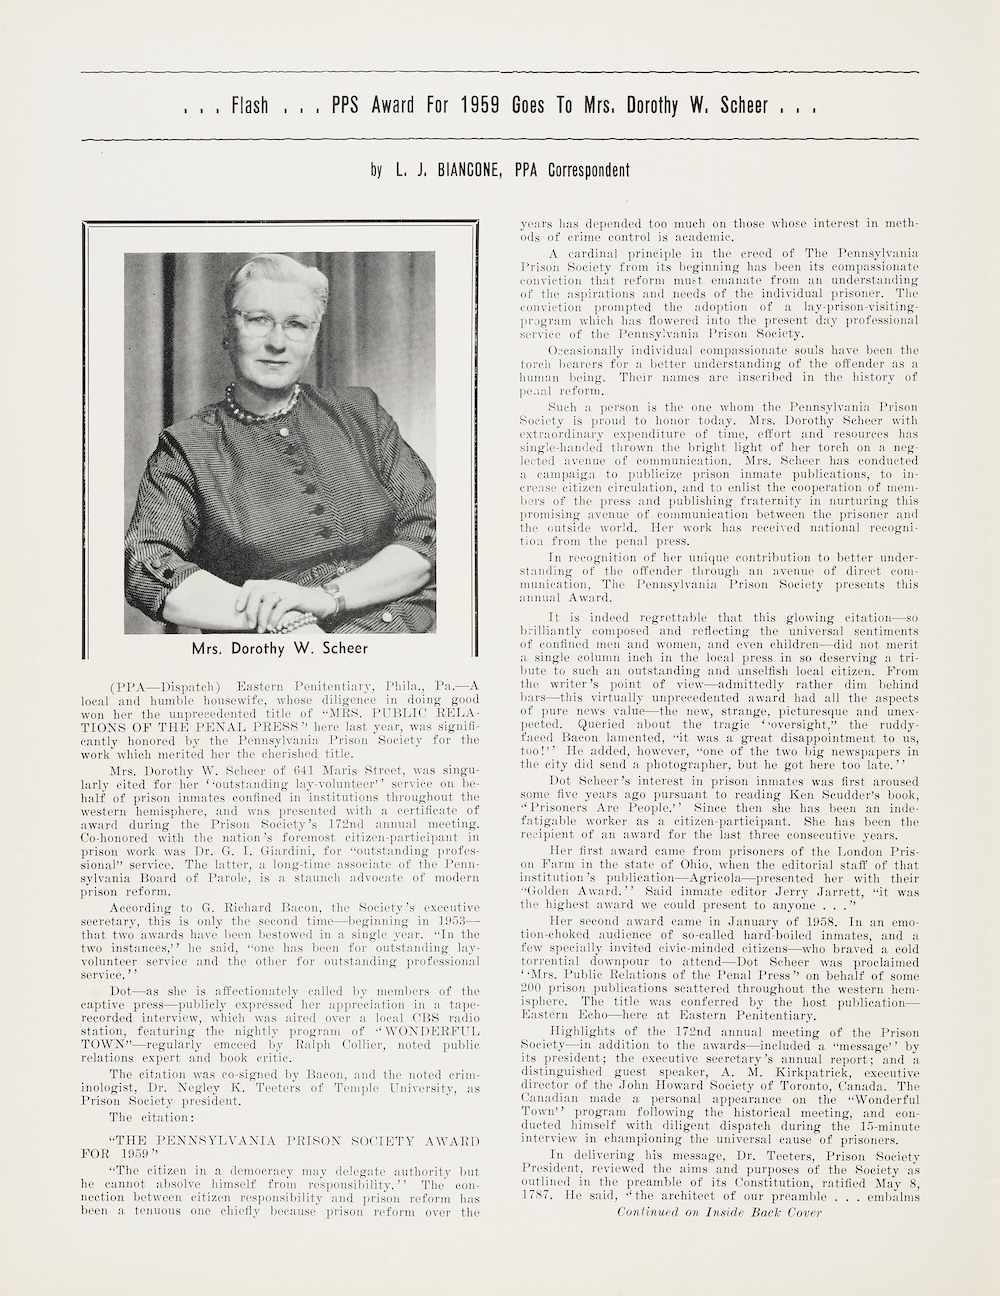 . . . Flash . . . PPS Award For 1959 Goes To Mrs. Dorothy W. Scheer . . .
by L. J. BIANCONE, PPA Correspondent
Mrs. Dorothy W. Scheer
(PPA—Dispatch) Eastern Penitentiary, Phila., Pa.—A
local and humble housewife, whose diligence in doing good
won her the unprecedented title of "MRS. PUBLIC RELA-
TIONS OF THE PENAL PRESS" here last year, was signifi-
cantly honored by the Pennsylvania Prison Society for the
work which merited her the cherished title.
Mrs. Dorothy W. Scheer of 641 Maris Street, was singu-
larly cited for her "outstanding lay-volunteer" service on be-
half of prison inmates confined in institutions throughout the
western hemisphere, and was presented with a certificate of
award during the Prison Society's 172nd annual meeting.
Co-honored with the nation's foremost citizen-participant in
prison work was Dr. G. I. Giardini, for "outstanding profes-
sional" service. The latter, a long-time associate of the Penn-
sylvania Board of Parole, is a staunch advocate of modern
prison reform.
According to G. Richard Bacon, the Society's executive
secretary, this is only the second time—beginning in 1953—
that two awards have been bestowed in a single year. "In the
two instances," he said, "one has been for outstanding lay-
volunteer service and the other for outstanding professional
service."
Dot—as she is affectionately called by members of the
captive press—publicly expressed her appreciation in a tape-
recorded interview, which was aired over a local CBS radio
station, featuring the nightly program of "WONDERFUL
TOWN"—regularly emceed by Ralph Collier, noted public
relations expert and book critic.
The citation was co-signed by Bacon, and the noted crim-
inologist, Dr. Negley K. Teeters of Temple University, as
Prison Society president.
The citation:
"THE PENNSYLVANIA PRISON SOCIETY AWARD
FOR 1959"
"The citizen in a democracy may delegate authority but
he cannot absolve himself from responsibility." The con-
nection between citizen responsibility and prison reform has
been a tenuous one chiefly because prison reform over the
years has depended too much on those whose interest in meth-
ods of crime control is academic.
A cardinal principle in the creed of The Pennsylvania
Prison Society from its beginning has been its compassionate
conviction that reform must emanate from an understanding
of the aspirations and needs of the individual prisoner. The
conviction prompted the adoption of a lay-prison-visiting-
program which has flowered into the present day professional
service of the Pennsylvania Prison Society.
Occasionally individual compassionate souls have been the
torch bearers for a better understanding of the offender as a
human being. Their names are inscribed in the history of
penal reform.
Such a person is the one whom the Pennsylvania Prison
Society is proud to honor today. Mrs. Dorothy Scheer with
extraordinary expenditure of time, effort and resources has
single-handed thrown the bright light of her torch on a neg-
lected avenue of communication. Mrs. Scheer has conducted
a campaign to publicize prison inmate publications, to in-
crease citizen circulation, and to enlist the cooperation of mem-
bers of the press and publishing fraternity in nurturing this
promising avenue of communication between the prisoner and
the outside world. Her work has received national recogni-
tion from the penal press.
In recognition of her unique contribution to better under-
standing of the offender through an avenue of direct com-
munication, The Pennsylvania Prison Society presents this
annual Award.
It is indeed regrettable that this glowing citation—so
brilliantly composed and reflecting the universal sentiments
of confined men and women, and even children—did not merit
a single column inch in the local press in so deserving a tri-
bute to such an outstanding and unselfish local citizen. From
the writer's point of view—admittedly rather dim behind
bars—this virtually unprecedented award had all the aspects
of pure news value—the new, strange, picturesque and unex-
pected. Queried about the tragic "oversight," the ruddy-
faced Bacon lamented, "it was a great disappointment to us,
too!" He added, however, "one of the two big newspapers in
the city did send a photographer, but he got here too late."
Dot Scheer's interest in prison inmates was first aroused
some five years ago pursuant to reading Ken Scudder's book,
"Prisoners Are People." Since then she has been an inde-
fatigable worker as a citizen-participant. She has been the
recipient of an award for the last three consecutive years.
Her first award came from prisoners of the London Pris-
on Farm in the state of Ohio, when the editorial staff of that
institution's publication—Agricola—presented her with their
"Golden Award." Said inmate editor Jerry Jarrett, "it was
the highest award we could present to anyone . . ."
Her second award came in January of 1958. In an emo-
tion-choked audience of so-called hard-boiled inmates, and a
few specially invited civic-minded citizens—who braved a cold
torrential downpour to attend—Dot Scheer was proclaimed
"Mrs. Public Relations of the Penal Press" on behalf of some
200 prison publications scattered throughout the western hem-
isphere. The title was conferred by the host publication—
Eastern Echo—here at Eastern Penitentiary.
Highlights of the 172nd annual meeting of the Prison
Society—in addition to the awards—included a "message" by
its president; the executive secretary's annual report; and a
distinguished guest speaker, A. M. Kirkpatrick, executive
director of the John Howard Society of Toronto, Canada. The
Canadian made a personal appearance on the "Wonderful
Town" program following the historical meeting, and con-
ducted himself with diligent dispatch during the 15-minute
interview in championing the universal cause of prisoners.
In delivering his message, Dr. Teeters, Prison Society
President, reviewed the aims and purposes of the Society as
outlined in the preamble of its Constitution, ratified May 8,
1787. He said, "the architect of our preamble . . . embalms
Continued on Inside Back Cover